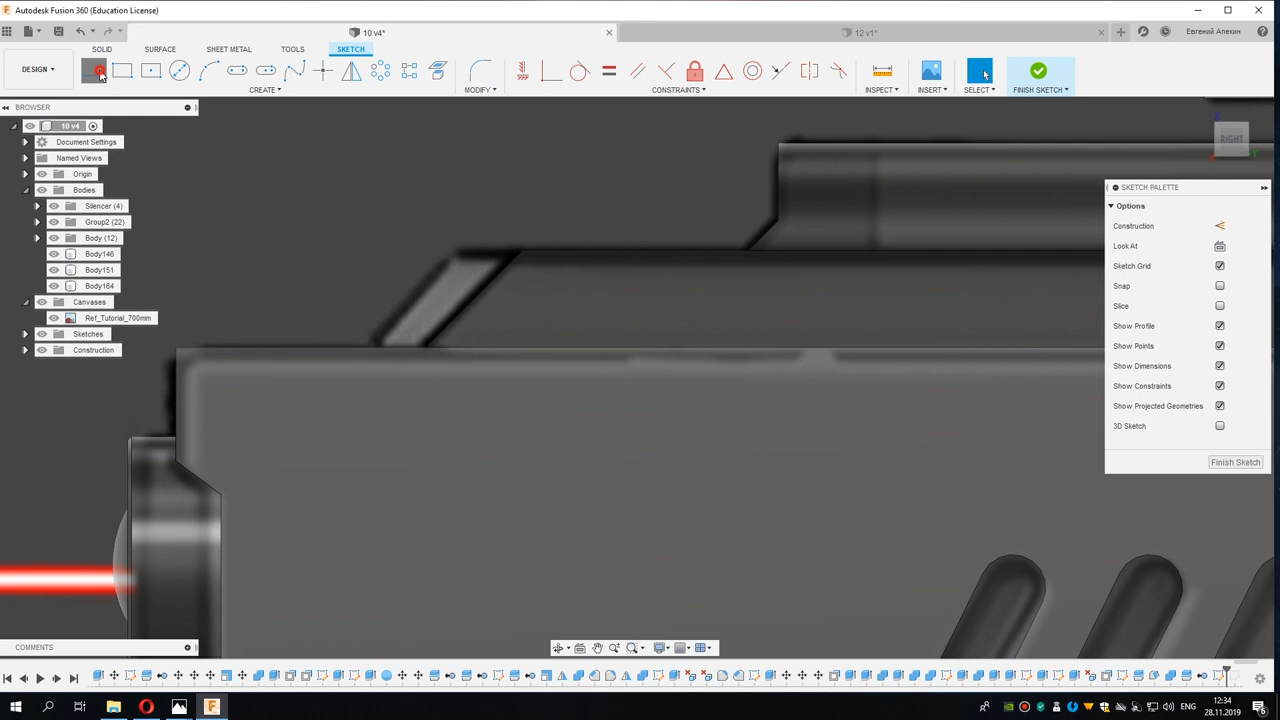 Autodesk Fusion 360 (Education License)
10 v4*
12 v1*
Евгений Апекин
DESIGN
SOLID
SURFACE
SHEET METAL
TOOLS
SKETCH
CREATE
MODIFY
CONSTRAINTS
INSPECT
INSERT
SELECT
FINISH SKETCH
BROWSER
10 v4
Document Settings
Named Views
Origin
Bodies
Silencer (4)
Group2 (22)
Body (12)
Body146
Body151
Body164
Canvases
Ref_Tutorial_700mm
Sketches
Construction
RIGHT
SKETCH PALETTE
Options
Construction
Look At
Sketch Grid
Snap
Slice
Show Profile
Show Points
Show Dimensions
Show Constraints
Show Projected Geometries
3D Sketch
Finish Sketch
COMMENTS
ENG
12:34
28.11.2019